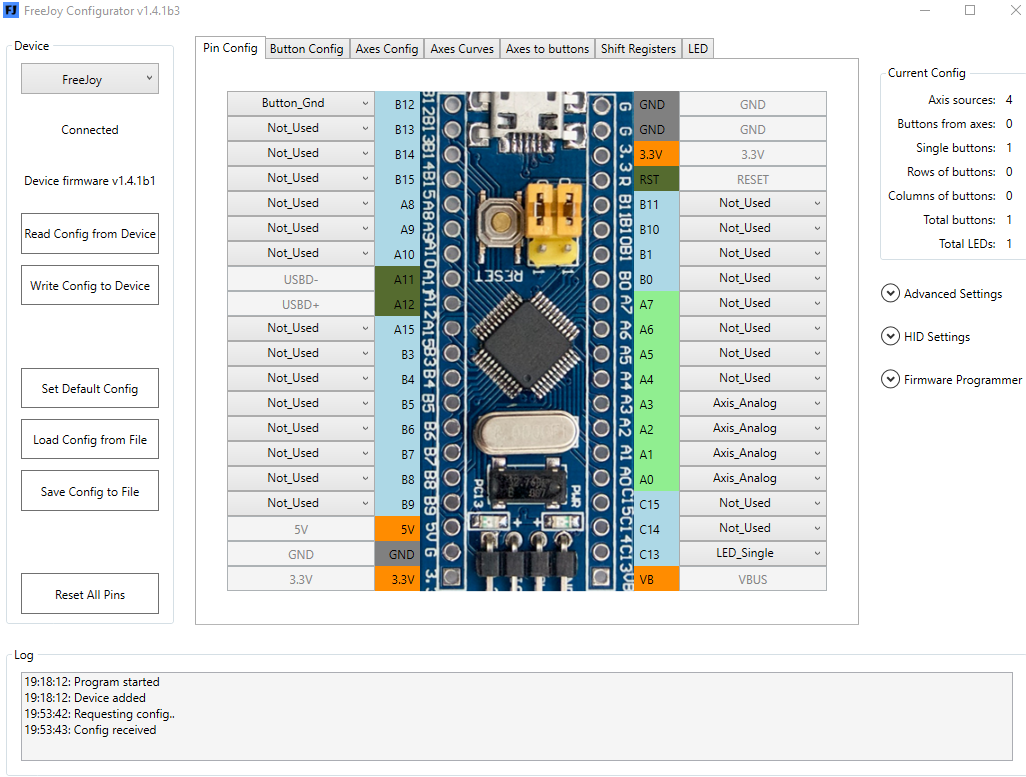 FJ FreeJoy Configurator v1.4.1b3
Device
FreeJoy
Connected
Device firmware v1.4.1b1
Read Config from Device
Write Config to Device
Set Default Config
Load Config from File
Save Config to File
Reset All Pins
Pin Config Button Config Axes Config Axes Curves Axes to buttons Shift Registers LED
Button_Gnd B12 GND GND
Not_Used B13 GND GND
Not_Used B14 3.3V 3.3V
Not_Used B15 RST RESET
Not_Used A8 B11 Not_Used
Not_Used A9 B10 Not_Used
Not_Used A10 B1 Not_Used
USBD- A11 B0 Not_Used
USBD+ A12 A7 Not_Used
Not_Used A15 A6 Not_Used
Not_Used B3 A5 Not_Used
Not_Used B4 A4 Not_Used
Not_Used B5 A3 Axis_Analog
Not_Used B6 A2 Axis_Analog
Not_Used B7 A1 Axis_Analog
Not_Used B8 A0 Axis_Analog
Not_Used B9 C15 Not_Used
5V 5V C14 Not_Used
GND GND C13 LED_Single
3.3V 3.3V VB VBUS
B12 B13 B14 B15 A8 A9 A10 A11 A12 A15 B3 B4 B5 B6 B7 B8 B9 5V G 3.
G G 3.3 R B11 B10 B1 B0 A7 A6 A5 A4 A3 A2 A1 A0 C15 C14 C13 VB
RESET
PC13
PWR
Current Config
Axis sources: 4
Buttons from axes: 0
Single buttons: 1
Rows of buttons: 0
Columns of buttons: 0
Total buttons: 1
Total LEDs: 1
Advanced Settings
HID Settings
Firmware Programmer
Log
19:18:12: Program started
19:18:12: Device added
19:53:42: Requesting config..
19:53:43: Config received